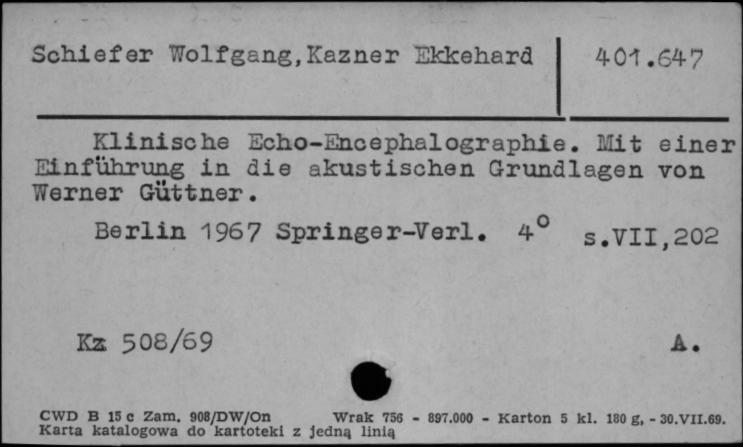 Schiefer Wolfgang,Kazner Ekkehard 401.647
Klinische Echo-Encephalographie. Mit einer
Einführung in die akustischen Grundlagen von
Werner Güttner.
Berlin 1967 Springer-Verl. 4° s.VII,202
Kz 508/69 A.
CWD B 15 c Zam. 908/DW/On Wrak 756 - 897.000 - Karton 5 kl. 180 g, - 30.VII.69.
Karta katalogowa do kartoteki z jedną linią